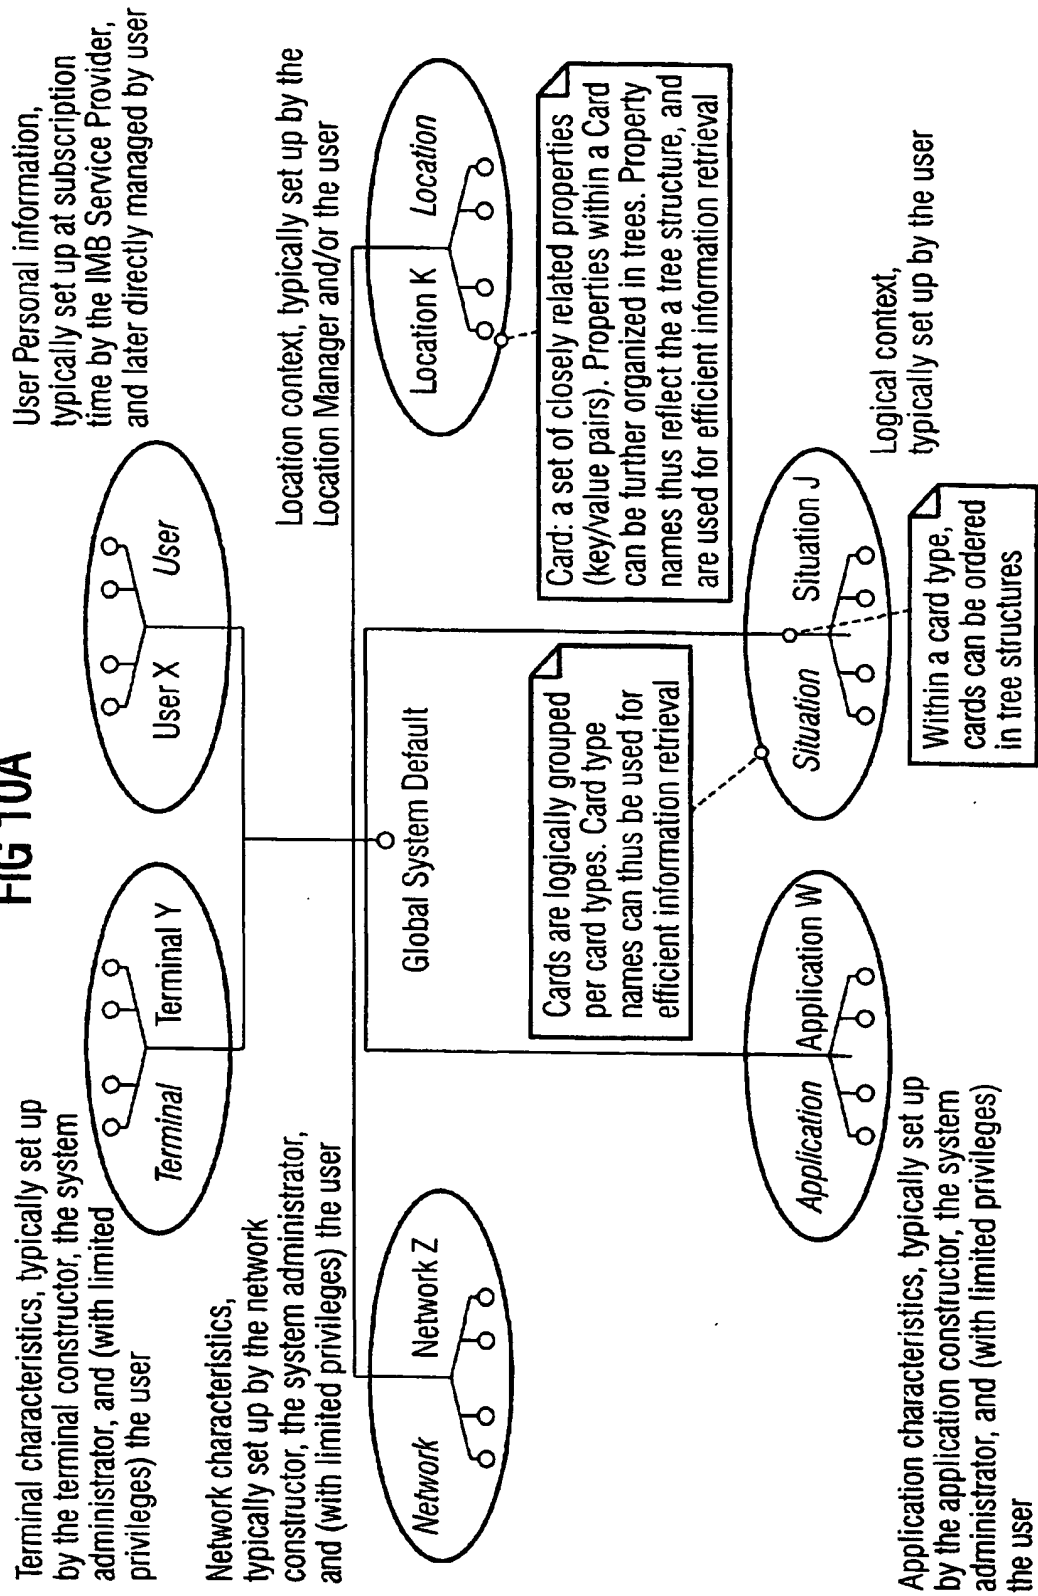 FIG 10A
Terminal characteristics, typically set up
by the terminal constructor, the system
administrator, and (with limited
privileges) the user
Terminal
Terminal Y
User X
User
User Personal information,
typically set up at subscription
time by the IMB Service Provider,
and later directly managed by user
Network characteristics,
typically set up by the network
constructor, the system administrator,
and (with limited privileges) the user
Network
Network Z
Global System Default
Location context, typically set up by the
Location Manager and/or the user
Location K
Location
Cards are logically grouped
per card types. Card type
names can thus be used for
efficient information retrieval
Card: a set of closely related properties
(key/value pairs). Properties within a Card
can be further organized in trees. Property
names thus reflect the a tree structure, and
are used for efficient information retrieval
Application
Application W
Situation
Situation J
Application characteristics, typically set up
by the application constructor, the system
administrator, and (with limited privileges)
the user
Within a card type,
cards can be ordered
in tree structures
Logical context,
typically set up by the user